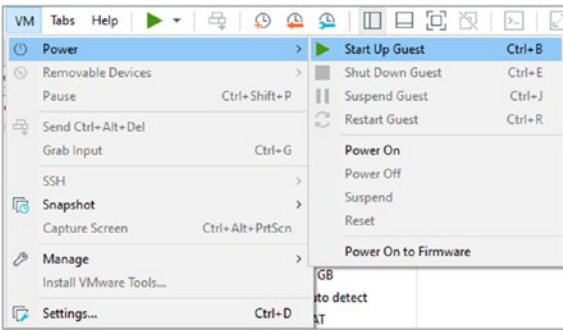 VM Tabs Help
Power
Removable Devices
Pause Ctrl+Shift+P
Send Ctrl+Alt+Del
Grab Input Ctrl+G
SSH
Snapshot
Capture Screen Ctrl+Alt+PrtScn
Manage
Install VMware Tools...
Settings... Ctrl+D
Start Up Guest Ctrl+B
Shut Down Guest Ctrl+E
Suspend Guest Ctrl+J
Restart Guest Ctrl+R
Power On
Power Off
Suspend
Reset
Power On to Firmware
GB
uto detect
AT